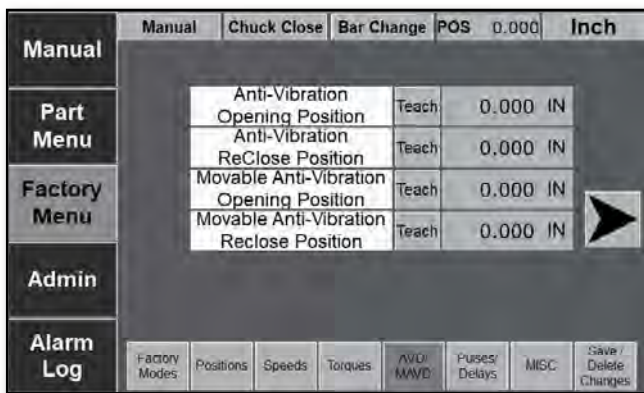 Manual Chuck Close Bar Change POS 0.000 Inch
Manual
Part
Menu
Factory
Menu
Admin
Alarm
Log
Anti-Vibration
Opening Position
Teach 0.000 IN
Anti-Vibration
ReClose Position
Teach 0.000 IN
Movable Anti-Vibration
Opening Position
Teach 0.000 IN
Movable Anti-Vibration
Reclose Position
Teach 0.000 IN
Factory
Modes
Positions
Speeds
Torques
AVD/
MAVD
Pulses/
Delays
MISC
Save /
Delete
Changes